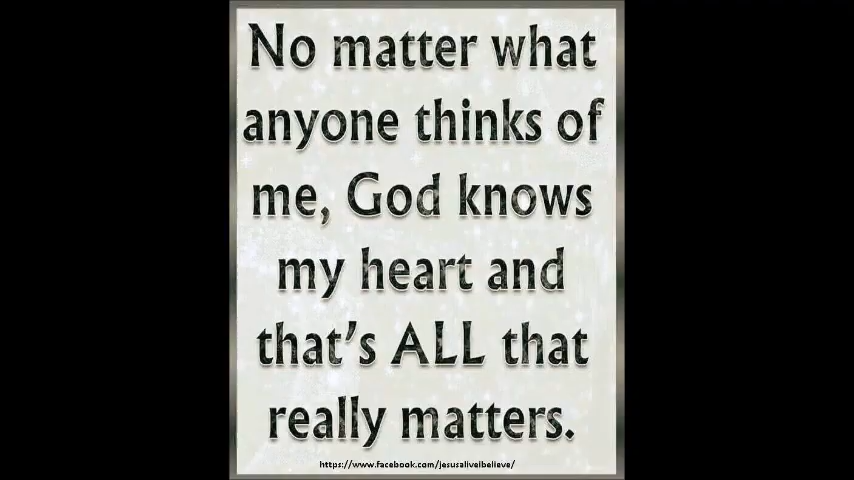 No matter what
anyone thinks of
me, God knows
my heart and
that's ALL that
really matters.
https://www.facebook.com/jesusaliveibelieve/